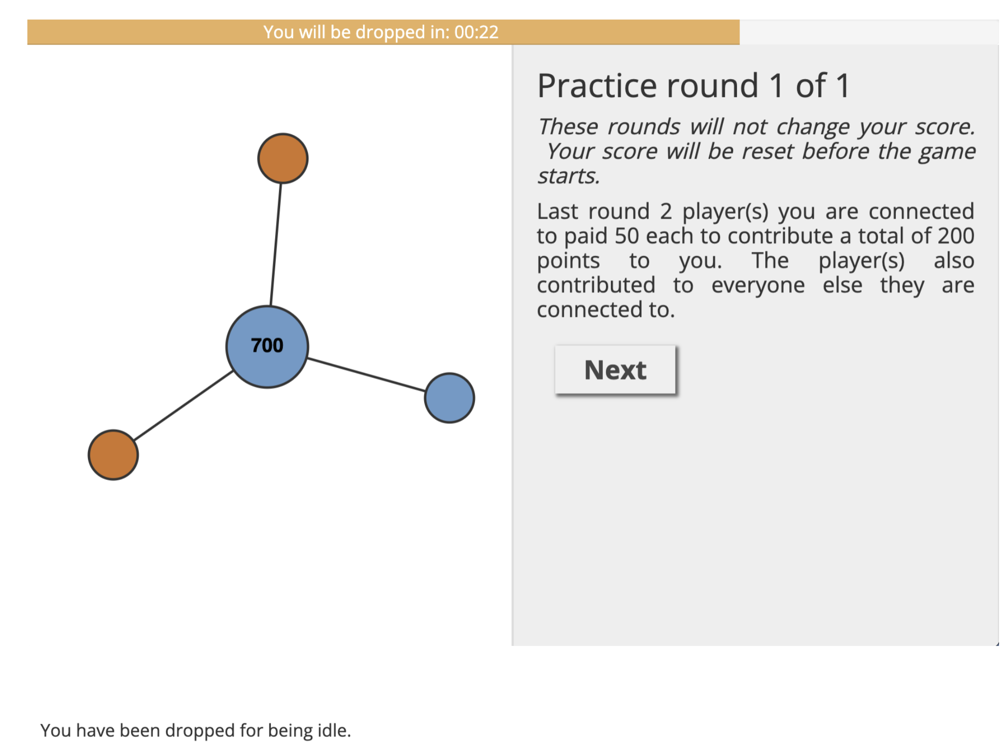 You will be dropped in: 00:22
Practice round 1 of 1
These rounds will not change your score.
Your score will be reset before the game
starts.
Last round 2 player(s) you are connected
to paid 50 each to contribute a total of 200
points to you. The player(s) also
contributed to everyone else they are
connected to.
700
Next
You have been dropped for being idle.